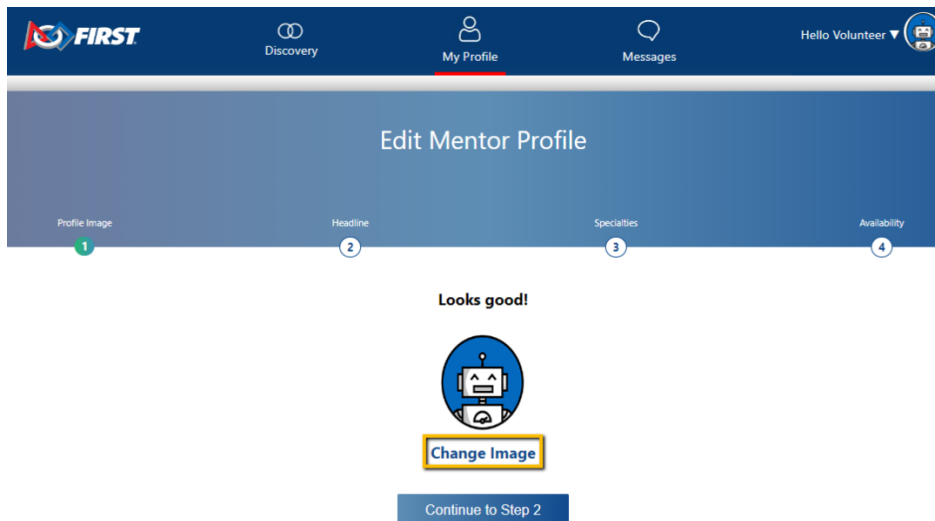 FIRST
Discovery
My Profile
Messages
Hello Volunteer ▼
Edit Mentor Profile
Profile Image
Headline
Specialties
Availability
1
2
3
4
Looks good!
Change Image
Continue to Step 2